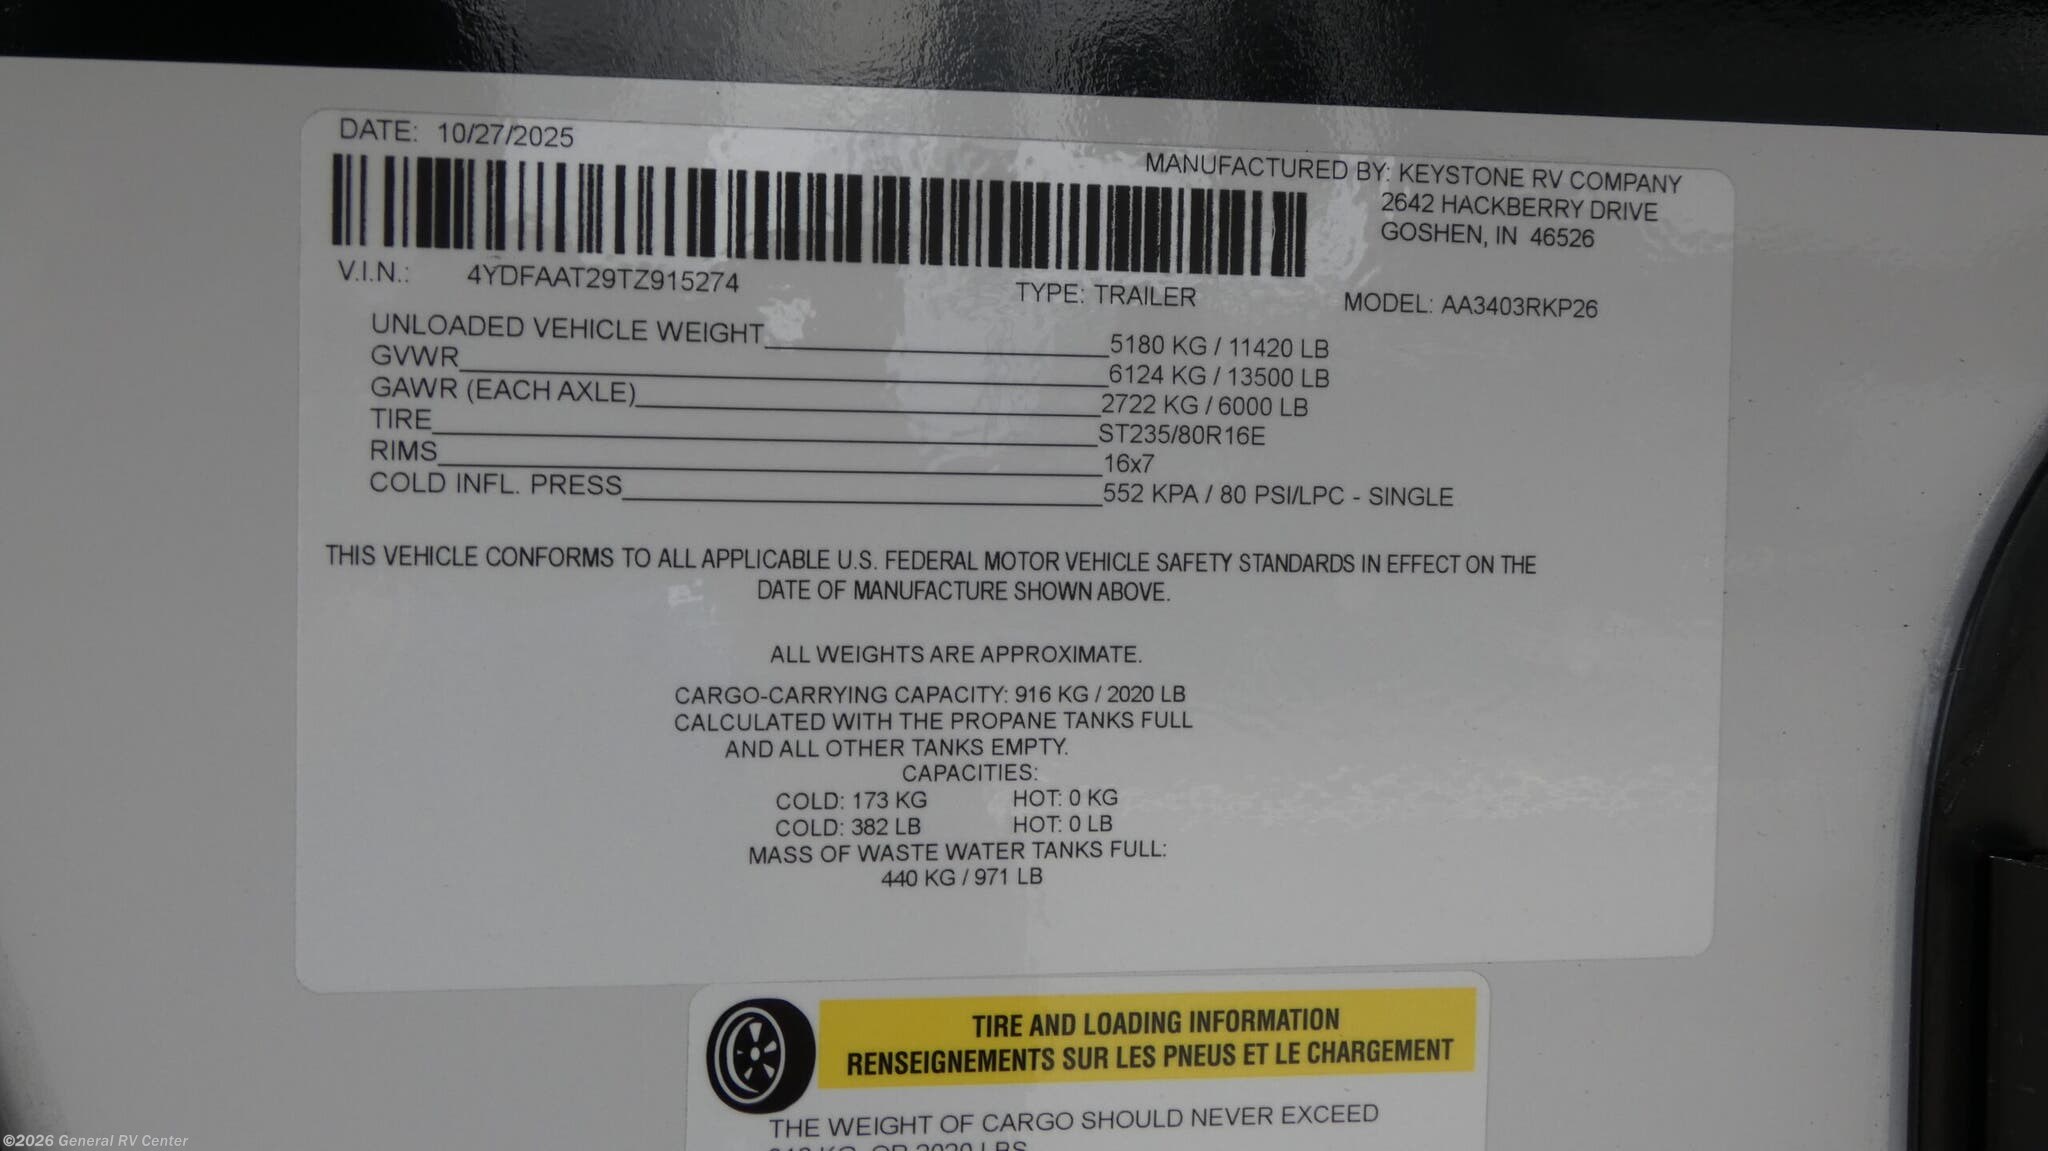 DATE: 10/27/2025
MANUFACTURED BY: KEYSTONE RV COMPANY
2642 HACKBERRY DRIVE
GOSHEN, IN 46526
V.I.N.: 4YDFAAT29TZ915274
TYPE: TRAILER
MODEL: AA3403RKP26
UNLOADED VEHICLE WEIGHT 5180 KG / 11420 LB
GVWR 6124 KG / 13500 LB
GAWR (EACH AXLE) 2722 KG / 6000 LB
TIRE ST235/80R16E
RIMS 16x7
COLD INFL. PRESS 552 KPA / 80 PSI/LPC - SINGLE
THIS VEHICLE CONFORMS TO ALL APPLICABLE U.S. FEDERAL MOTOR VEHICLE SAFETY STANDARDS IN EFFECT ON THE
DATE OF MANUFACTURE SHOWN ABOVE.
ALL WEIGHTS ARE APPROXIMATE.
CARGO-CARRYING CAPACITY: 916 KG / 2020 LB
CALCULATED WITH THE PROPANE TANKS FULL
AND ALL OTHER TANKS EMPTY.
CAPACITIES:
COLD: 173 KG HOT: 0 KG
COLD: 382 LB HOT: 0 LB
MASS OF WASTE WATER TANKS FULL:
440 KG / 971 LB
TIRE AND LOADING INFORMATION
RENSEIGNEMENTS SUR LES PNEUS ET LE CHARGEMENT
THE WEIGHT OF CARGO SHOULD NEVER EXCEED
KG OR 2020 LBS
©2026 General RV Center